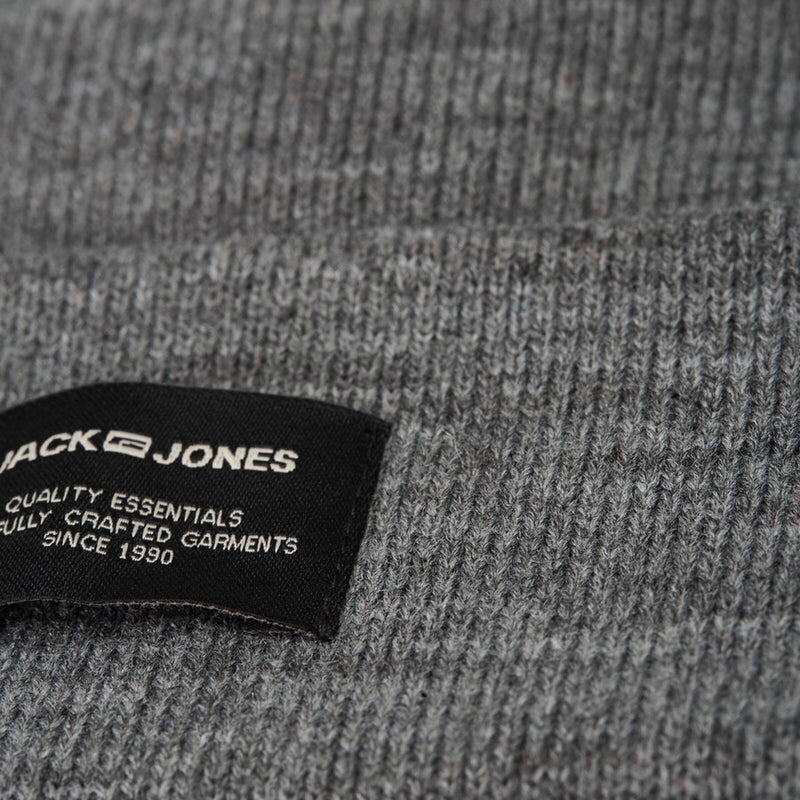 JACK JONES
QUALITY ESSENTIALS
FULLY CRAFTED GARMENTS
SINCE 1990